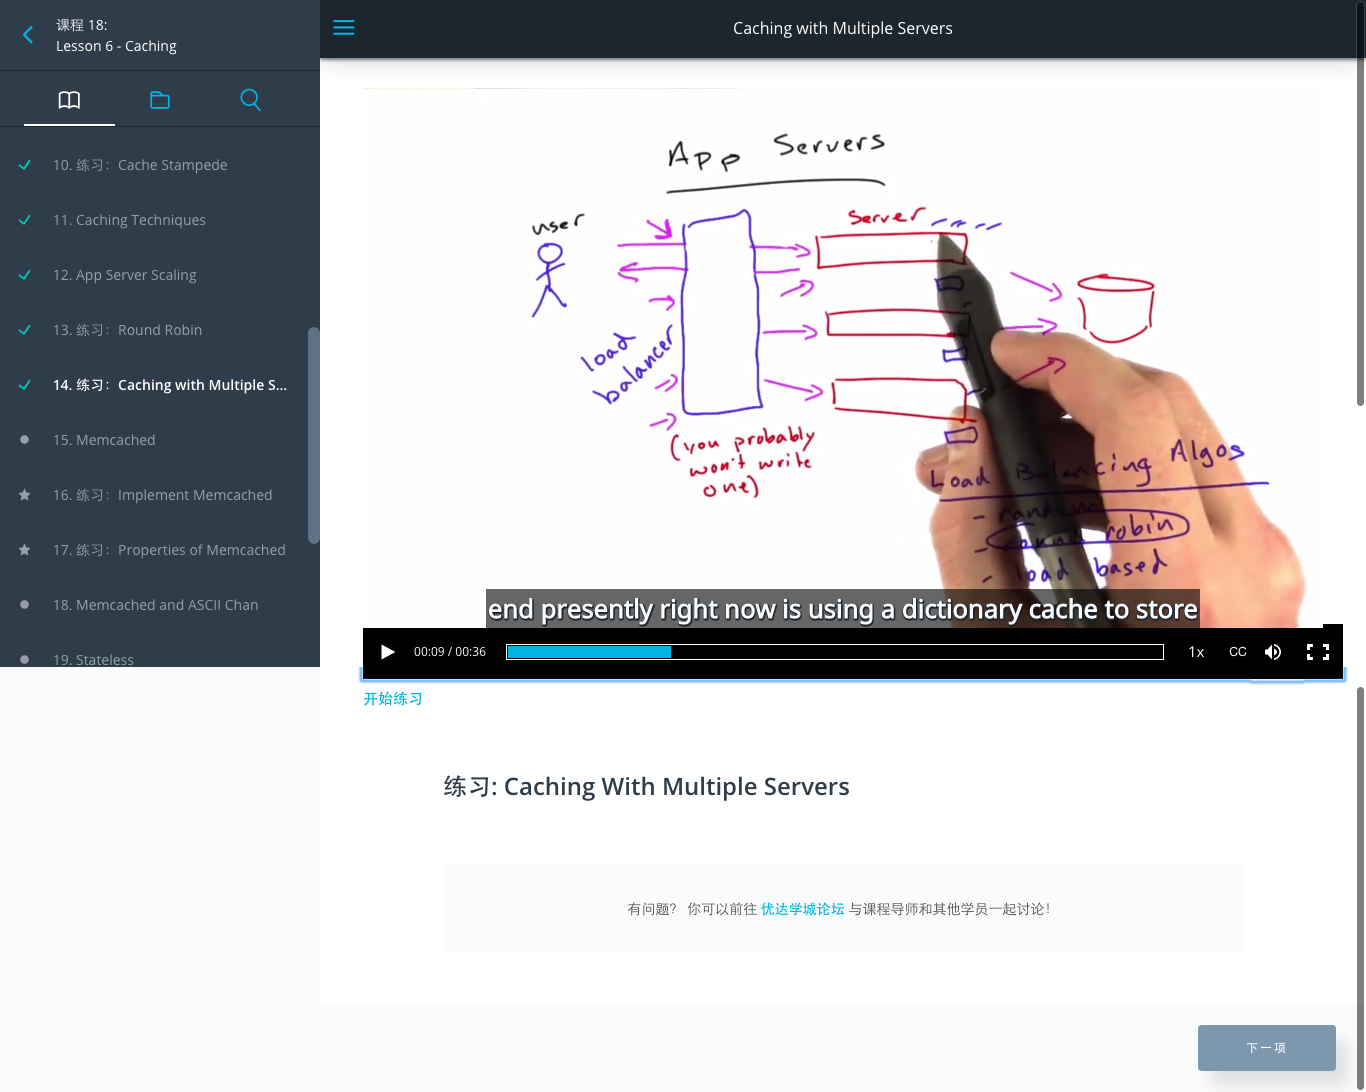 课程 18:
Lesson 6 - Caching
10. 练习：Cache Stampede
11. Caching Techniques
12. App Server Scaling
13. 练习：Round Robin
14. 练习：Caching with Multiple S...
15. Memcached
16. 练习：Implement Memcached
17. 练习：Properties of Memcached
18. Memcached and ASCII Chan
19. Stateless
Caching with Multiple Servers
App Servers
user
Server
load
balancer
(you probably
won't write
one)
Load Balancing Algos
- random
- round robin
- load based
end presently right now is using a dictionary cache to store
00:09 / 00:36
1x
CC
开始练习
练习: Caching With Multiple Servers
有问题？ 你可以前往 优达学城论坛 与课程导师和其他学员一起讨论！
下一项